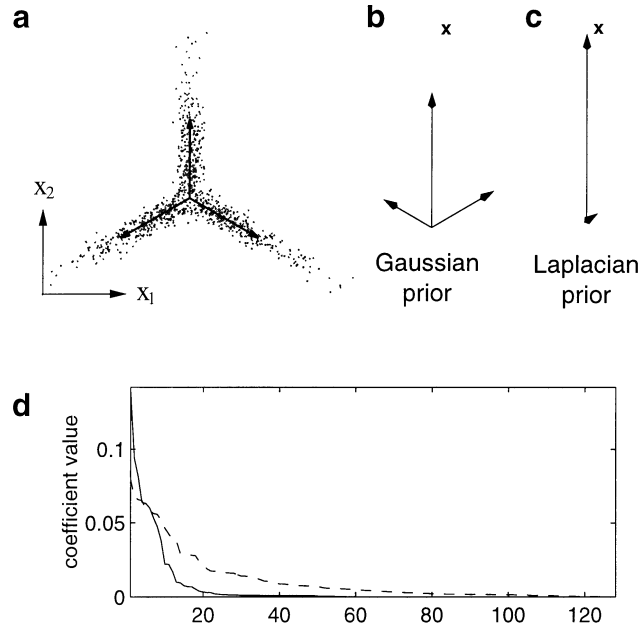 a
b
c
x
x
X2
X1
Gaussian
prior
Laplacian
prior
d
coefficient value
0.1
0.05
0
20
40
60
80
100
120